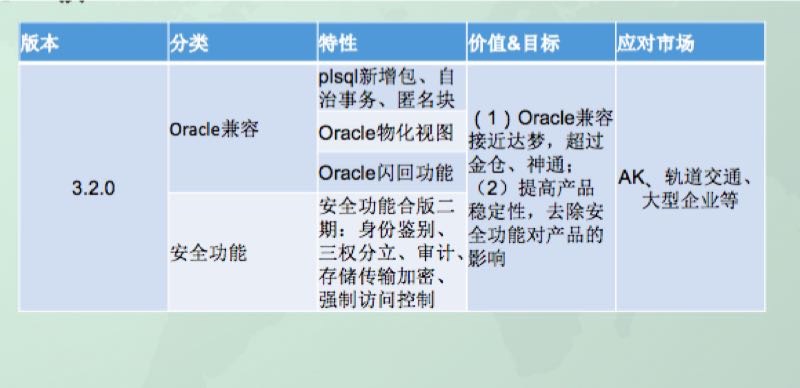 版本
分类
特性
价值&目标
应对市场
3.2.0
Oracle兼容
plsql新增包、自
治事务、匿名块
Oracle物化视图
Oracle闪回功能
安全功能
安全功能合版二
期：身份鉴别、
三权分立、审计、
存储传输加密、
强制访问控制
（1）Oracle兼容
接近达梦，超过
金仓、神通；
（2）提高产品
稳定性，去除安
全功能对产品的
影响
AK、轨道交通、
大型企业等